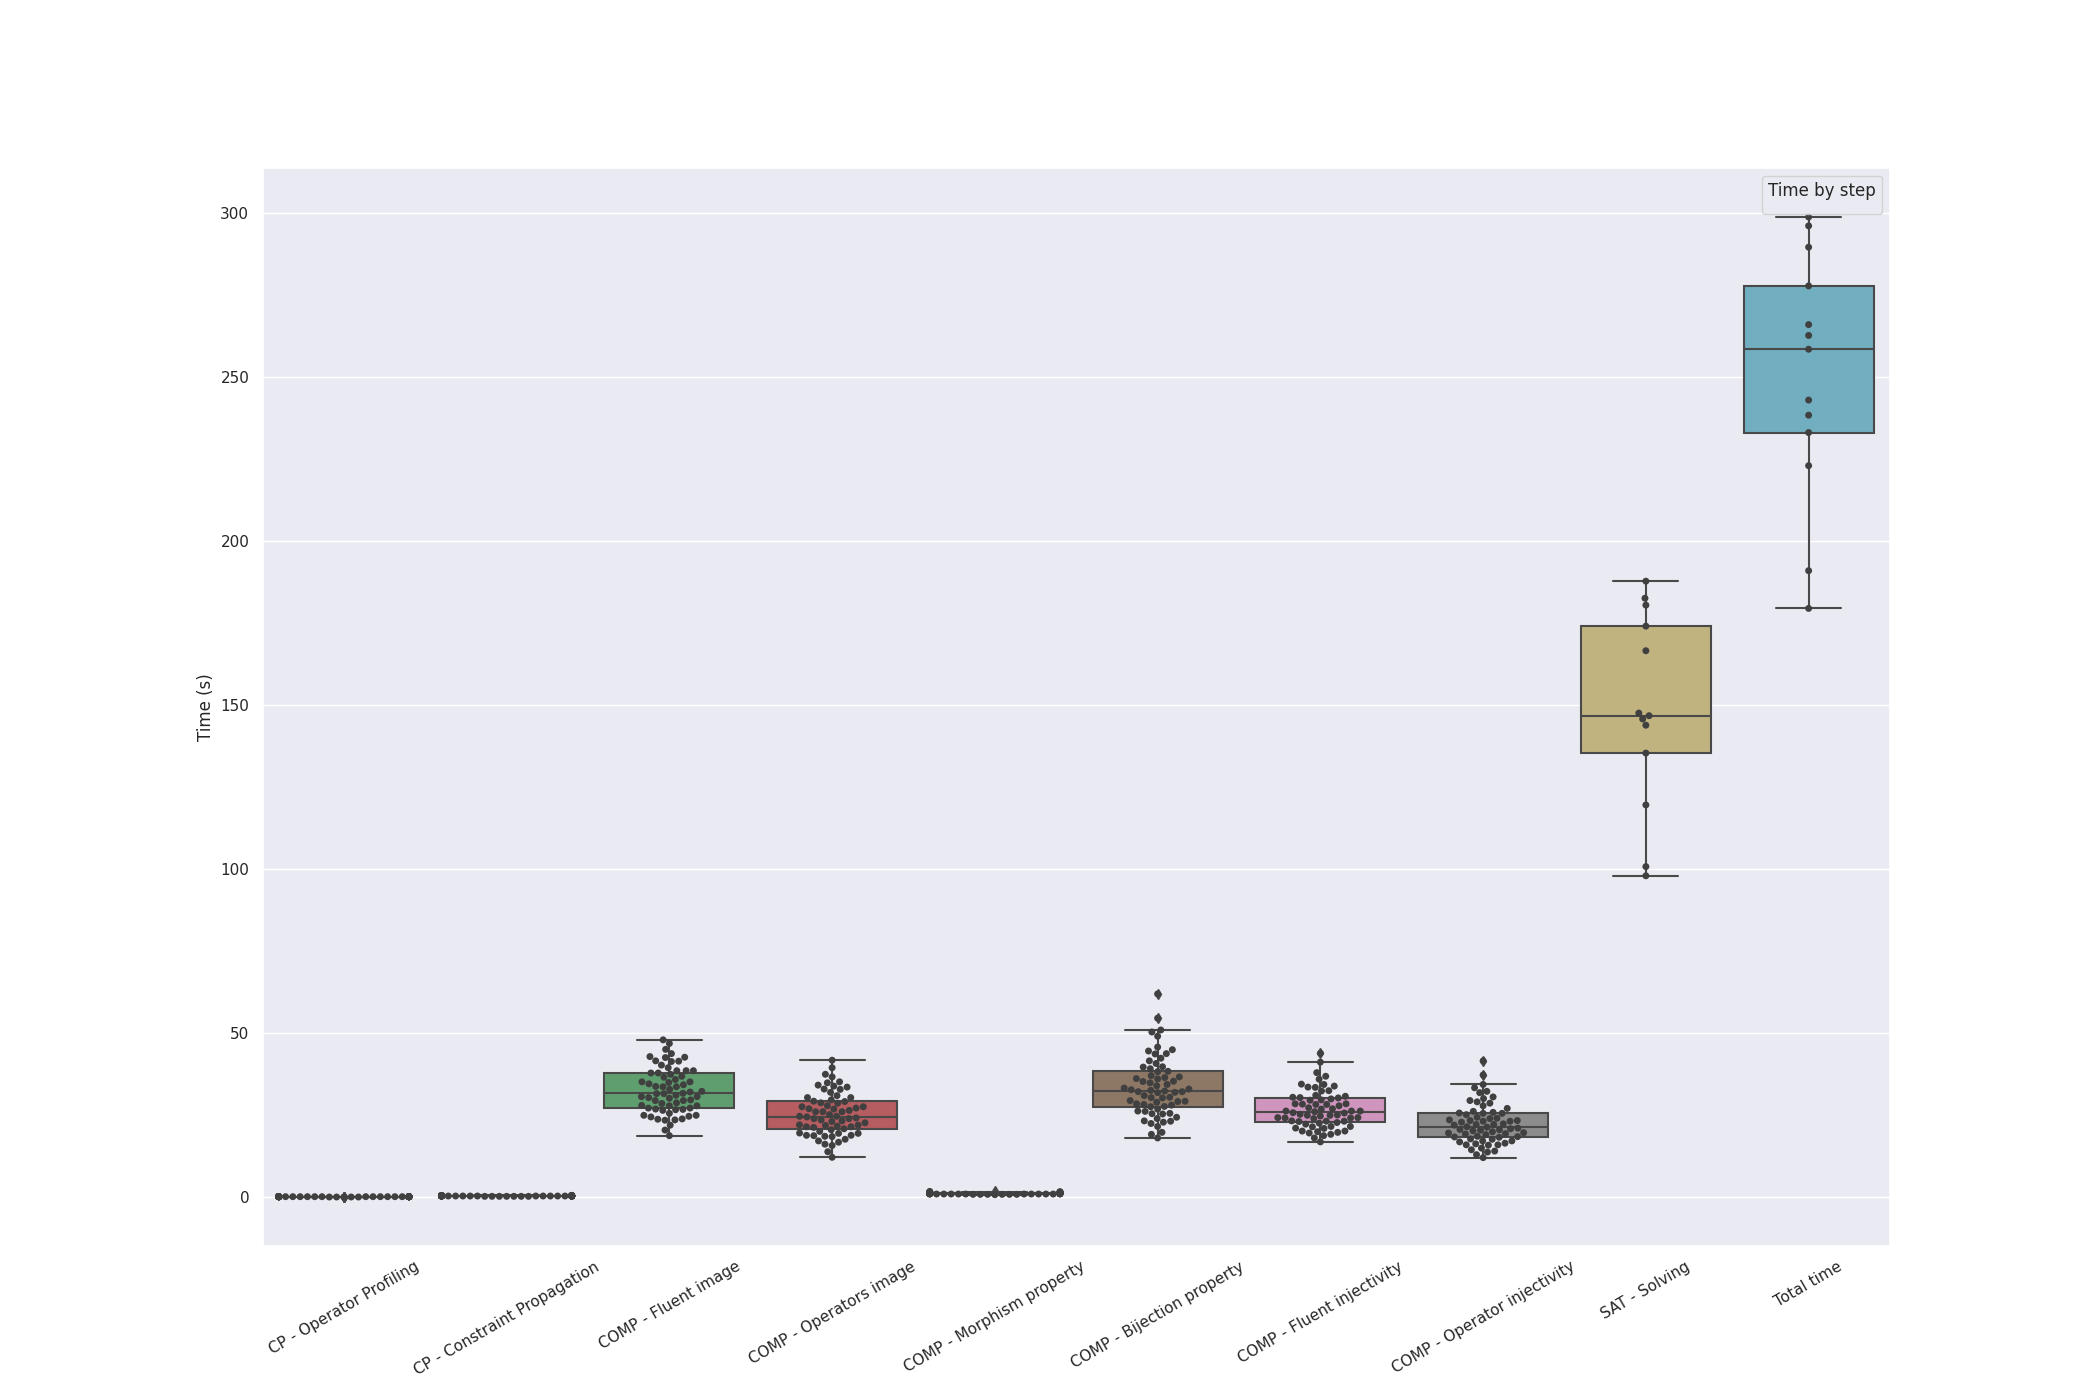 Time by step
300
250
200
150
100
50
0
Time (s)
CP - Operator Profiling
CP - Constraint Propagation
COMP - Fluent image
COMP - Operators image
COMP - Morphism property
COMP - Bijection property
COMP - Fluent injectivity
COMP - Operator injectivity
SAT - Solving
Total time